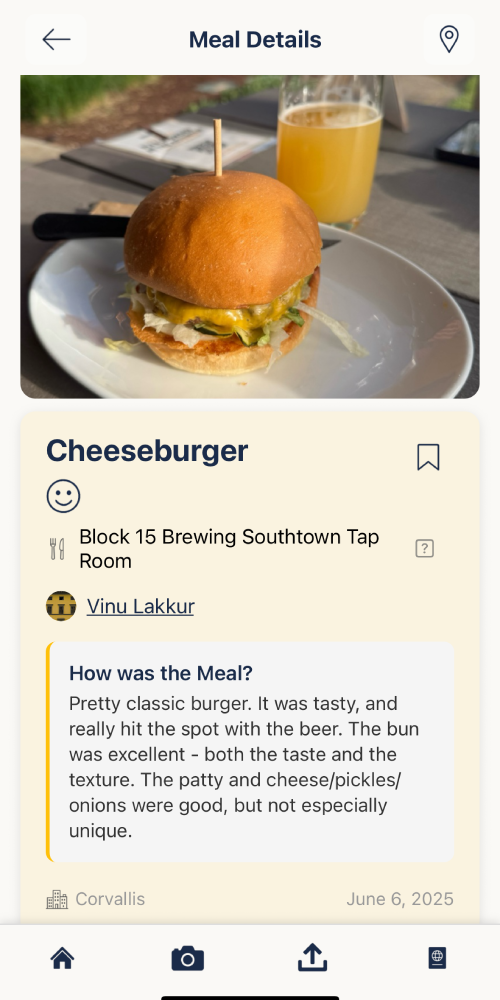 Meal Details
Cheeseburger
Block 15 Brewing Southtown Tap
Room
?
Vinu Lakkur
How was the Meal?
Pretty classic burger. It was tasty, and
really hit the spot with the beer. The bun
was excellent - both the taste and the
texture. The patty and cheese/pickles/
onions were good, but not especially
unique.
Corvallis
June 6, 2025